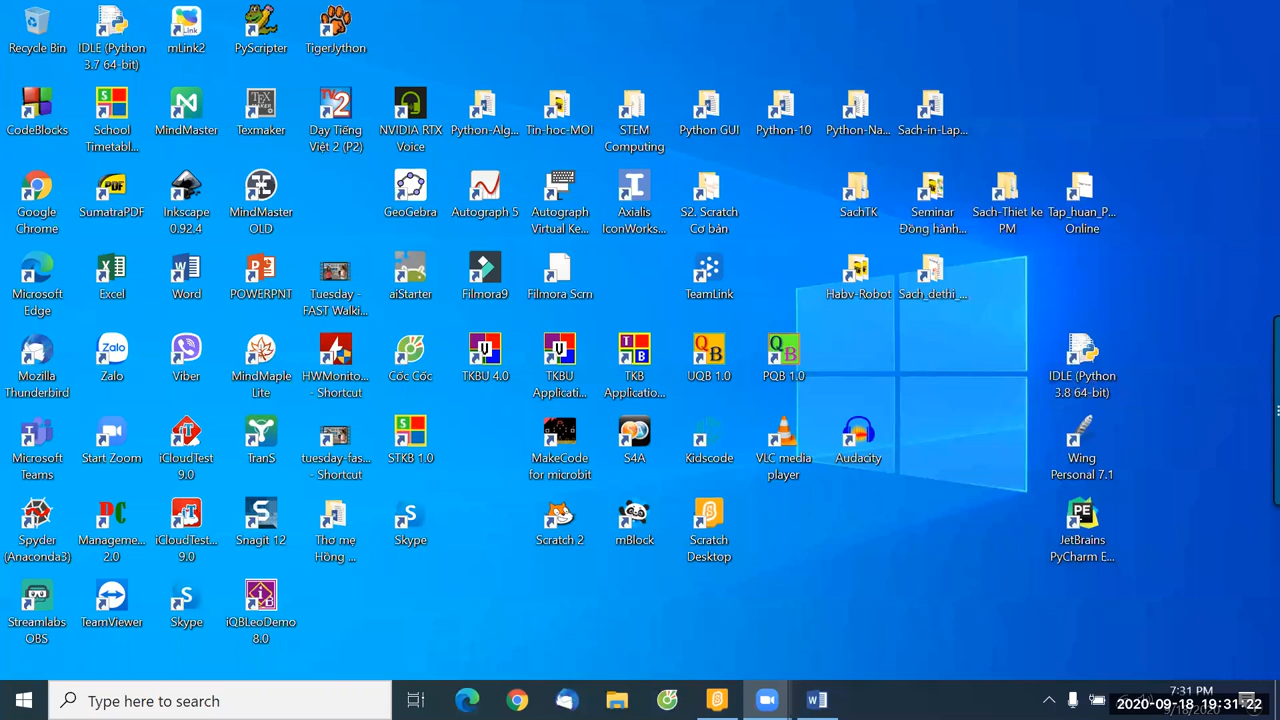 Recycle Bin
IDLE (Python
3.7 64-bit)
mLink2
PyScripter
TigerJython
CodeBlocks
School
Timetabl...
MindMaster
Texmaker
Dạy Tiếng
Việt 2 (P2)
NVIDIA RTX
Voice
Python-Alg...
Tin-hoc-MOI
STEM
Computing
Python GUI
Python-10
Python-Na...
Sach-in-Lap...
Google
Chrome
SumatraPDF
Inkscape
0.92.4
MindMaster
OLD
GeoGebra
Autograph 5
Autograph
Virtual Ke...
Axialis
IconWorks...
S2. Scratch
Cơ bản
SachTK
Seminar
Đồng hành...
Sach-Thiet ke
PM
Tap_huan_P...
Online
Microsoft
Edge
Excel
Word
POWERPNT
Tuesday -
FAST Walki...
aiStarter
Filmora9
Filmora Scrn
TeamLink
Habv-Robot
Sach_dethi_...
Mozilla
Thunderbird
Zalo
Viber
MindMaple
Lite
HWMonito...
- Shortcut
Cốc Cốc
TKBU 4.0
TKBU
Applicati...
TKB
Applicatio...
UQB 1.0
PQB 1.0
IDLE (Python
3.8 64-bit)
Microsoft
Teams
Start Zoom
iCloudTest
9.0
TranS
tuesday-fas...
- Shortcut
STKB 1.0
MakeCode
for microbit
S4A
Kidscode
VLC media
player
Audacity
Wing
Personal 7.1
Spyder
(Anaconda3)
Manageme...
2.0
iCloudTest...
9.0
Snagit 12
Thơ mẹ
Hồng ...
Skype
Scratch 2
mBlock
Scratch
Desktop
JetBrains
PyCharm E...
Streamlabs
OBS
TeamViewer
Skype
iQBLeoDemo
8.0
Type here to search
7:31 PM
2020-09-18 19:31:22